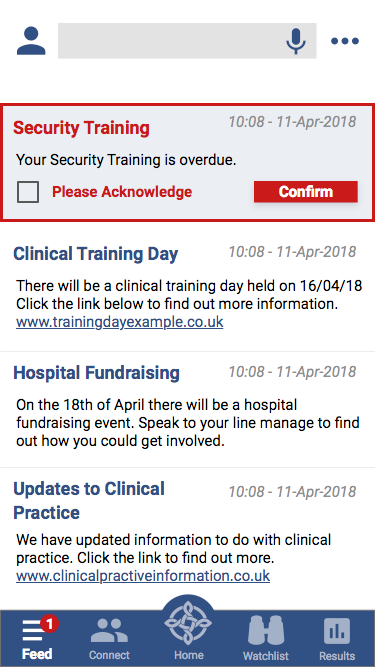 Security Training 10:08 - 11-Apr-2018
Your Security Training is overdue.
Please Acknowledge Confirm
Clinical Training Day 10:08 - 11-Apr-2018
There will be a clinical training day held on 16/04/18
Click the link below to find out more information.
www.trainingdayexample.co.uk
Hospital Fundraising 10:08 - 11-Apr-2018
On the 18th of April there will be a hospital
fundraising event. Speak to your line manage to find
out how you could get involved.
Updates to Clinical 10:08 - 11-Apr-2018
Practice
We have updated information to do with clinical
practice. Click the link to find out more.
www.clinicalpractiveinformation.co.uk
1
Feed Connect Home Watchlist Results